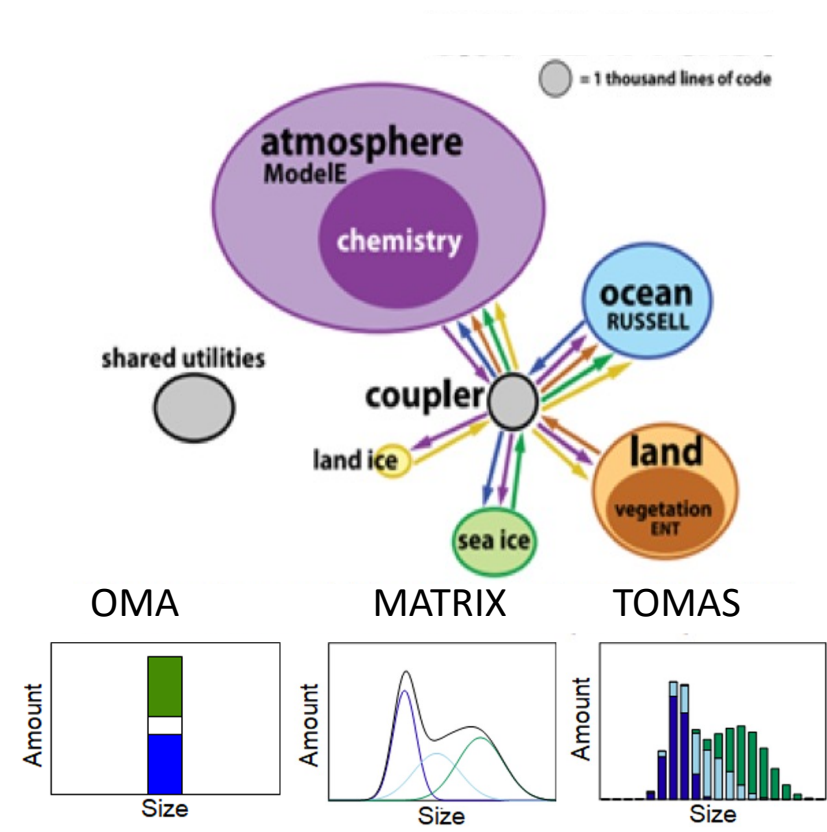 = 1 thousand lines of code
atmosphere
ModelE
chemistry
ocean
RUSSELL
shared utilities
coupler
land ice
land
vegetation
ENT
sea ice
OMA
MATRIX
TOMAS
Amount
Size
Amount
Size
Amount
Size